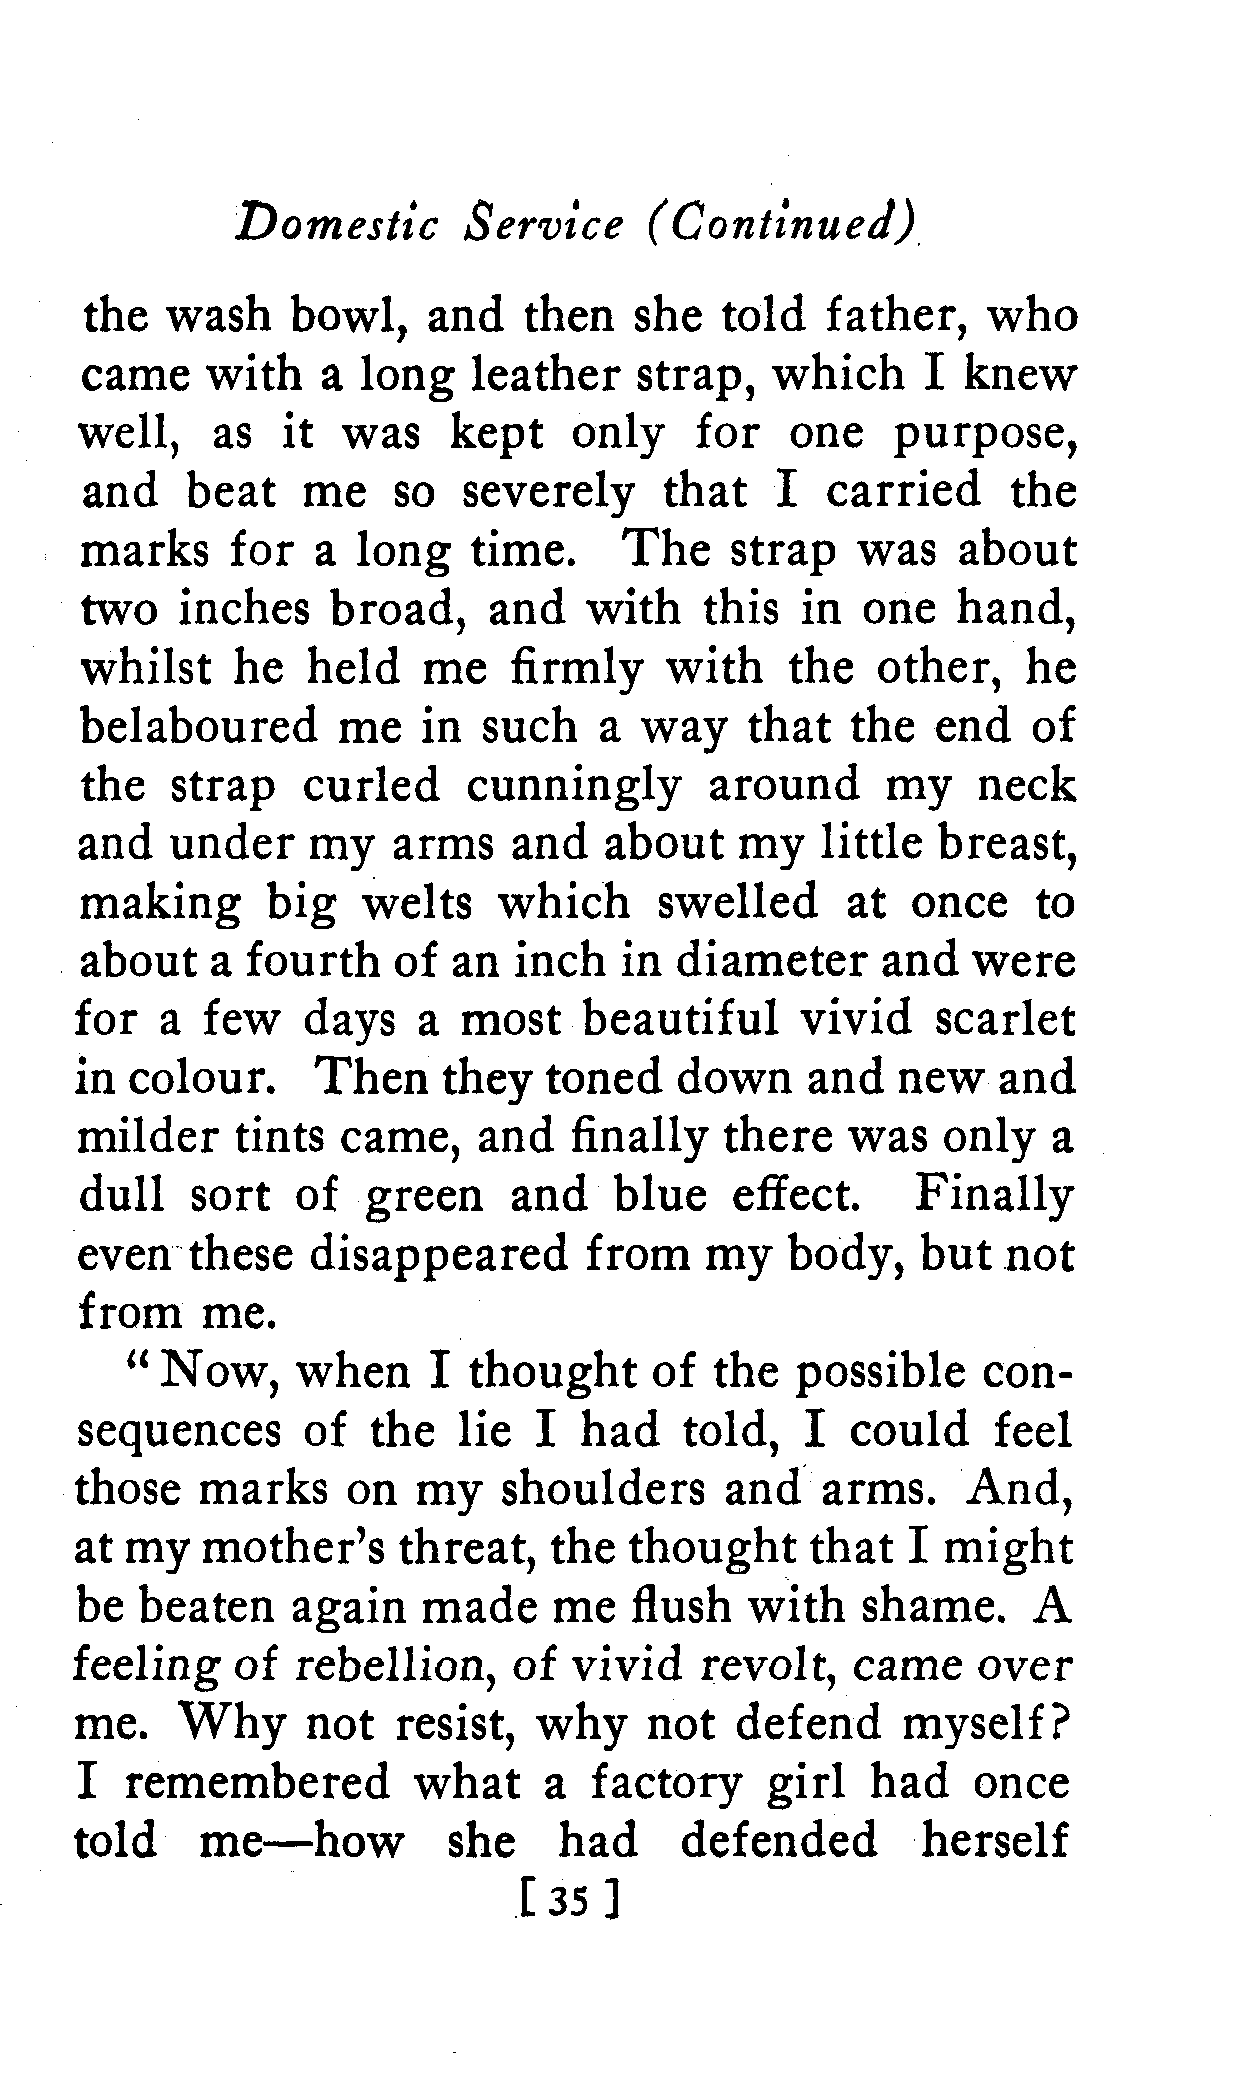 Domestic Service (Continued)
the wash bowl, and then she told father, who
came with a long leather strap, which I knew
well, as it was kept only for one purpose,
and beat me so severely that I carried the
marks for a long time. The strap was about
two inches broad, and with this in one hand,
whilst he held me firmly with the other, he
belaboured me in such a way that the end of
the strap curled cunningly around my neck
and under my arms and about my little breast,
making big welts which swelled at once to
about a fourth of an inch in diameter and were
for a few days a most beautiful vivid scarlet
in colour. Then they toned down and new and
milder tints came, and finally there was only a
dull sort of green and blue effect. Finally
even these disappeared from my body, but not
from me.
“ Now, when I thought of the possible con-
sequences of the lie I had told, I could feel
those marks on my shoulders and arms. And,
at my mother's threat, the thought that I might
be beaten again made me flush with shame. A
feeling of rebellion, of vivid revolt, came over
me. Why not resist, why not defend myself?
I remembered what a factory girl had once
told me—how she had defended herself
[ 35 ]